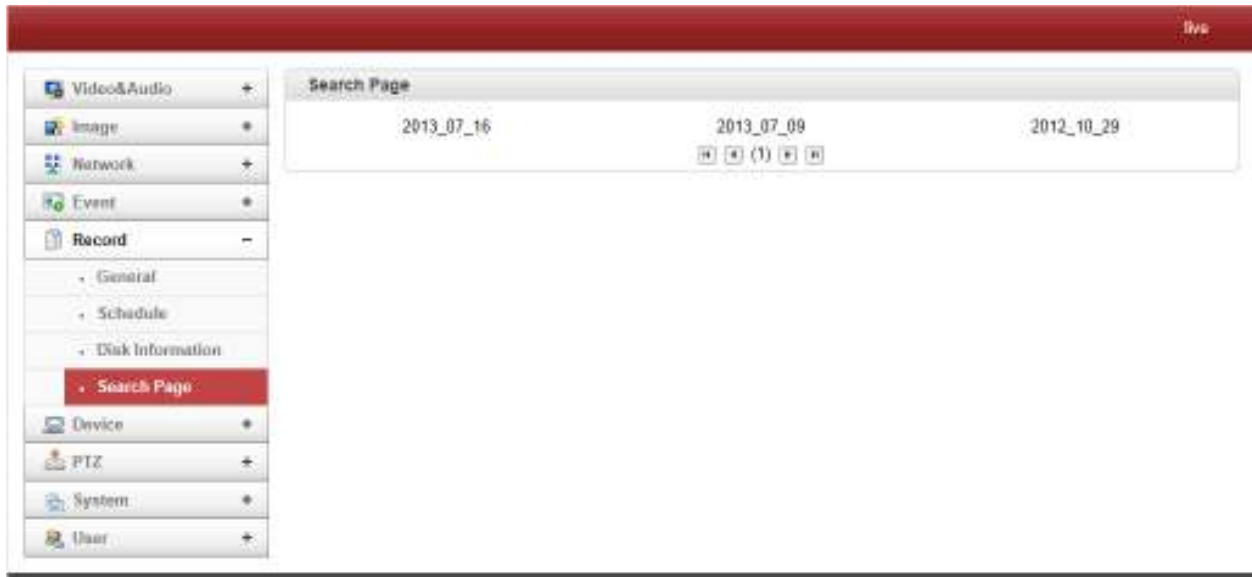 live
Video&Audio +
Image +
Network +
Event +
Record -
General
Schedule
Disk Information
Search Page
Device +
PTZ +
System +
User +
Search Page
2013_07_16 2013_07_09 2012_10_29
(1)